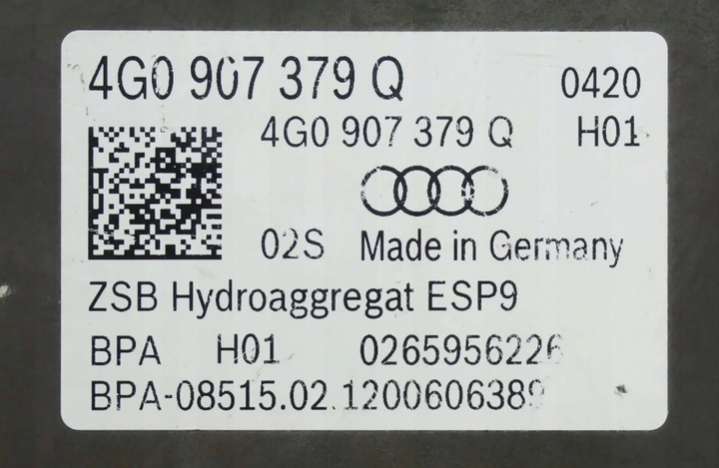 4G0 907 379 Q 0420
4G0 907 379 Q H01
02S Made in Germany
ZSB Hydroaggregat ESP9
BPA H01 0265956226
BPA-08515.02.1200606389